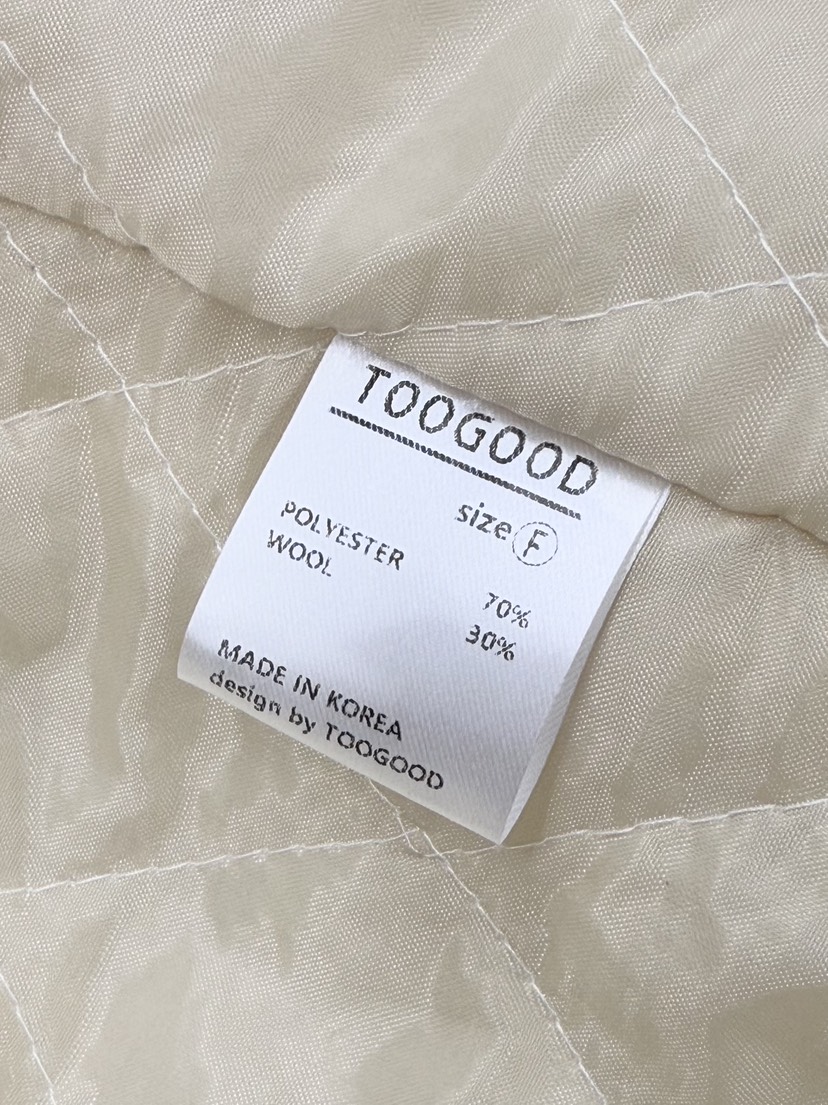 TOOGOOD
size F
POLYESTER 70%
WOOL 30%
MADE IN KOREA
design by TOOGOOD